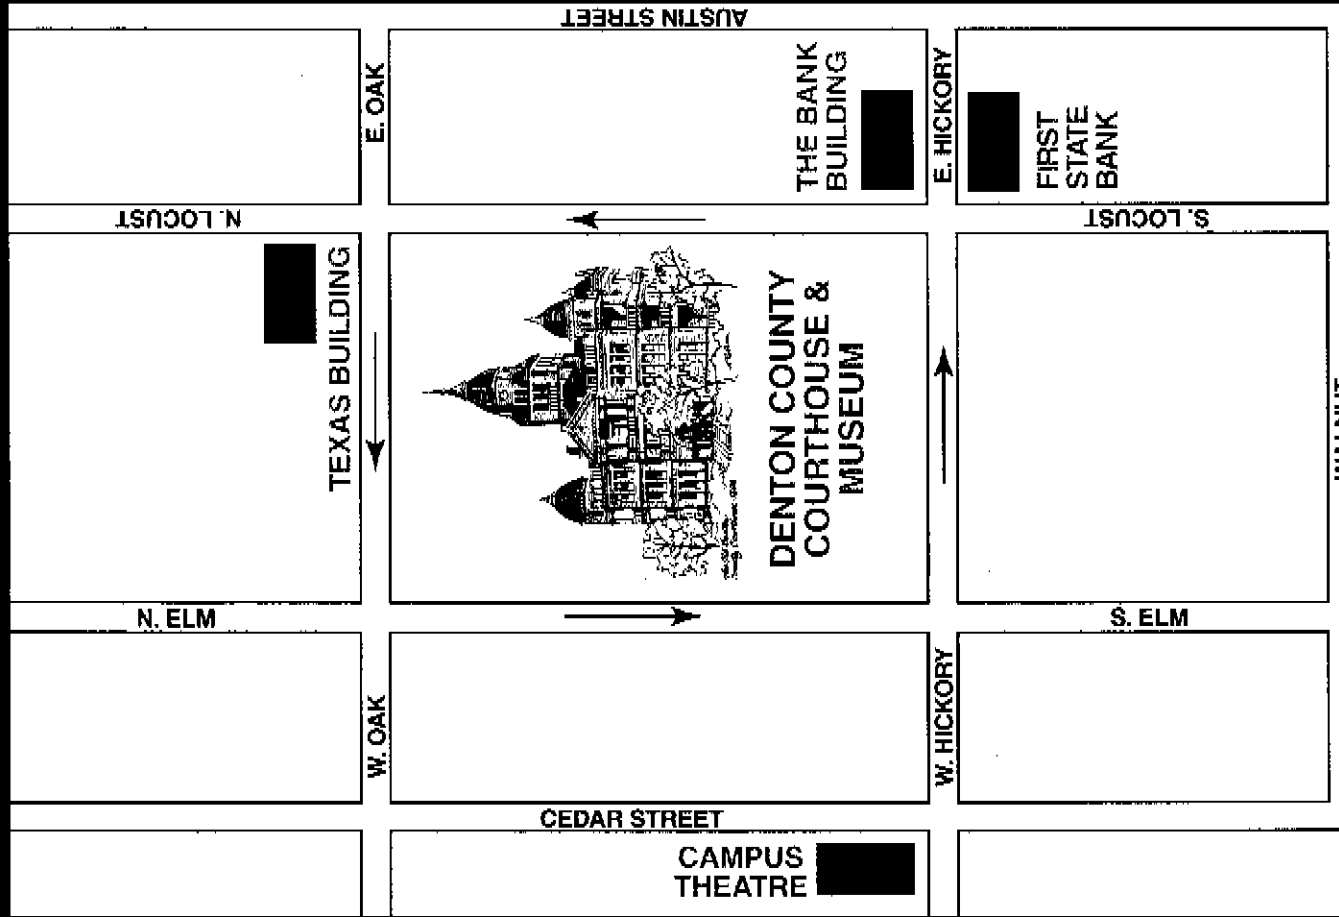 AUSTIN STREET
E. OAK
THE BANK
BUILDING
E. HICKORY
FIRST
STATE
BANK
N. LOCUST
S. LOCUST
TEXAS BUILDING
DENTON COUNTY
COURTHOUSE &
MUSEUM
N. ELM
S. ELM
W. OAK
W. HICKORY
CEDAR STREET
CAMPUS
THEATRE